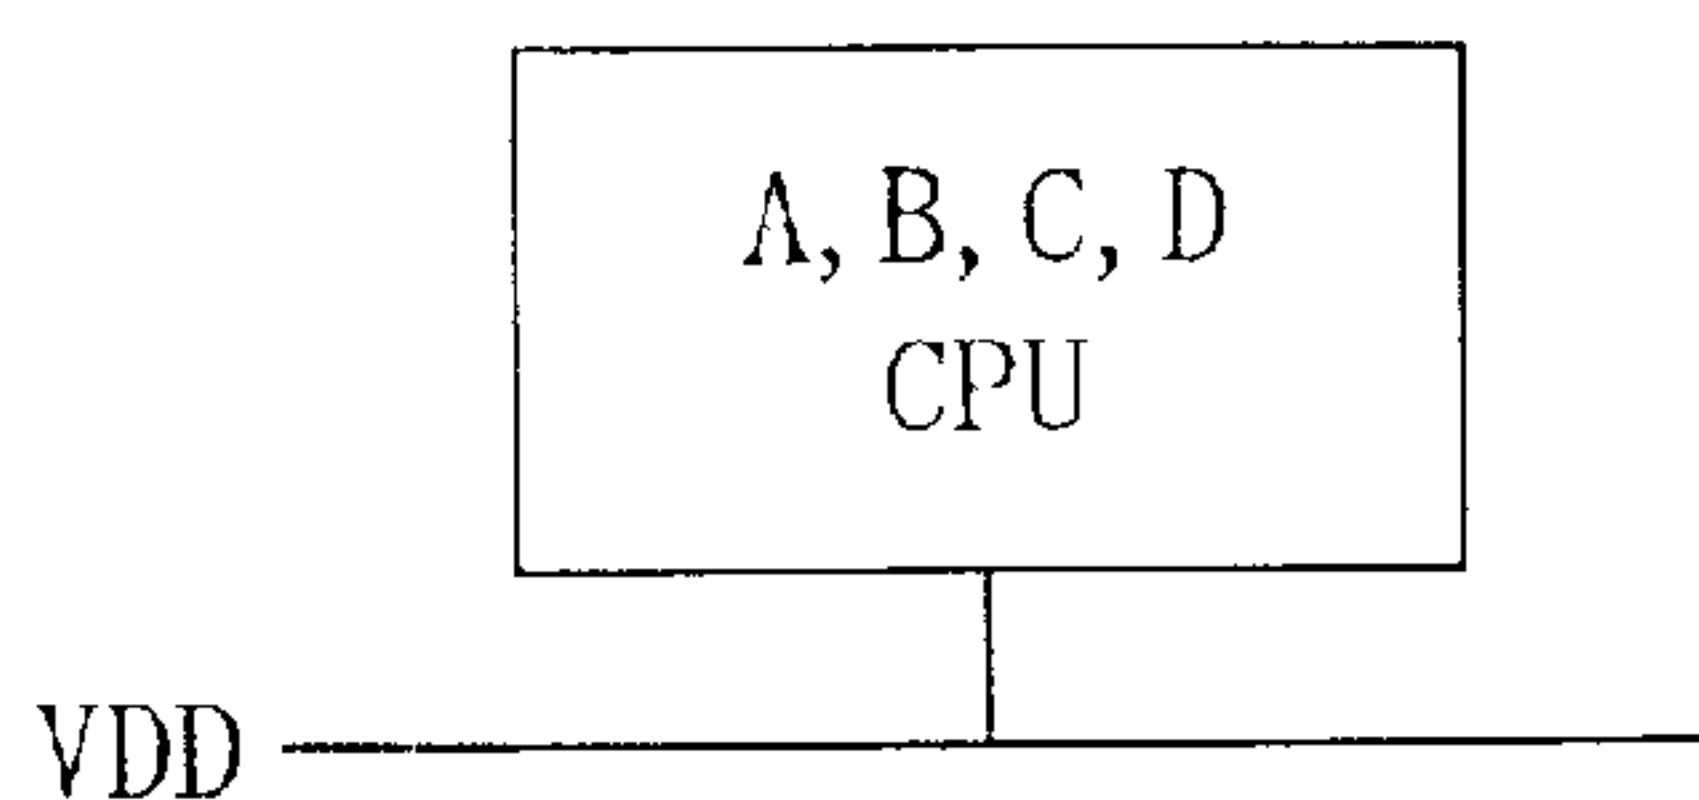 A, B, C, D
CPU
VDD